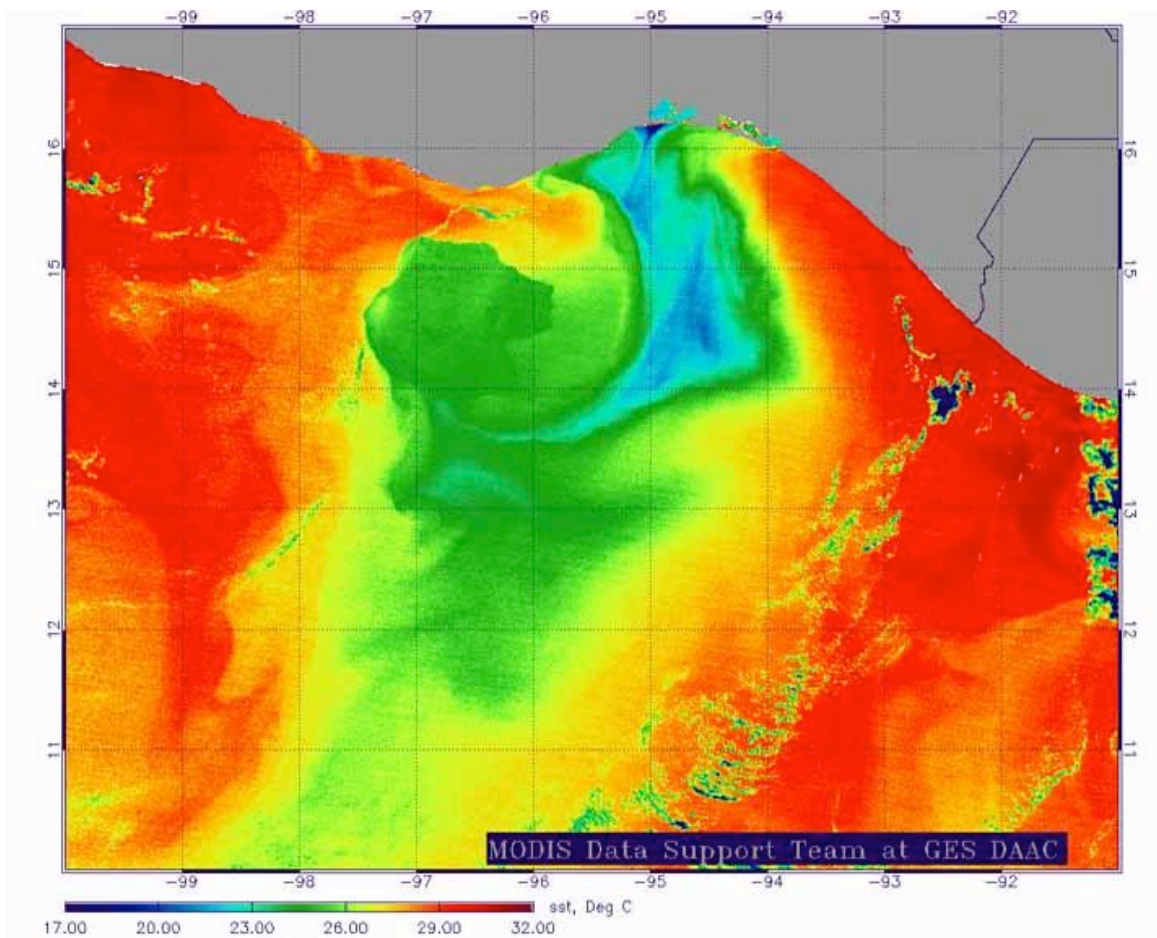 -99 -98 -97 -96 -95 -94 -93 -92
16 16
15 15
14 14
13 13
12 12
11 11
MODIS Data Support Team at GES DAAC
-99 -98 -97 -96 -95 -94 -93 -92
sst, Deg C
17.00 20.00 23.00 26.00 29.00 32.00